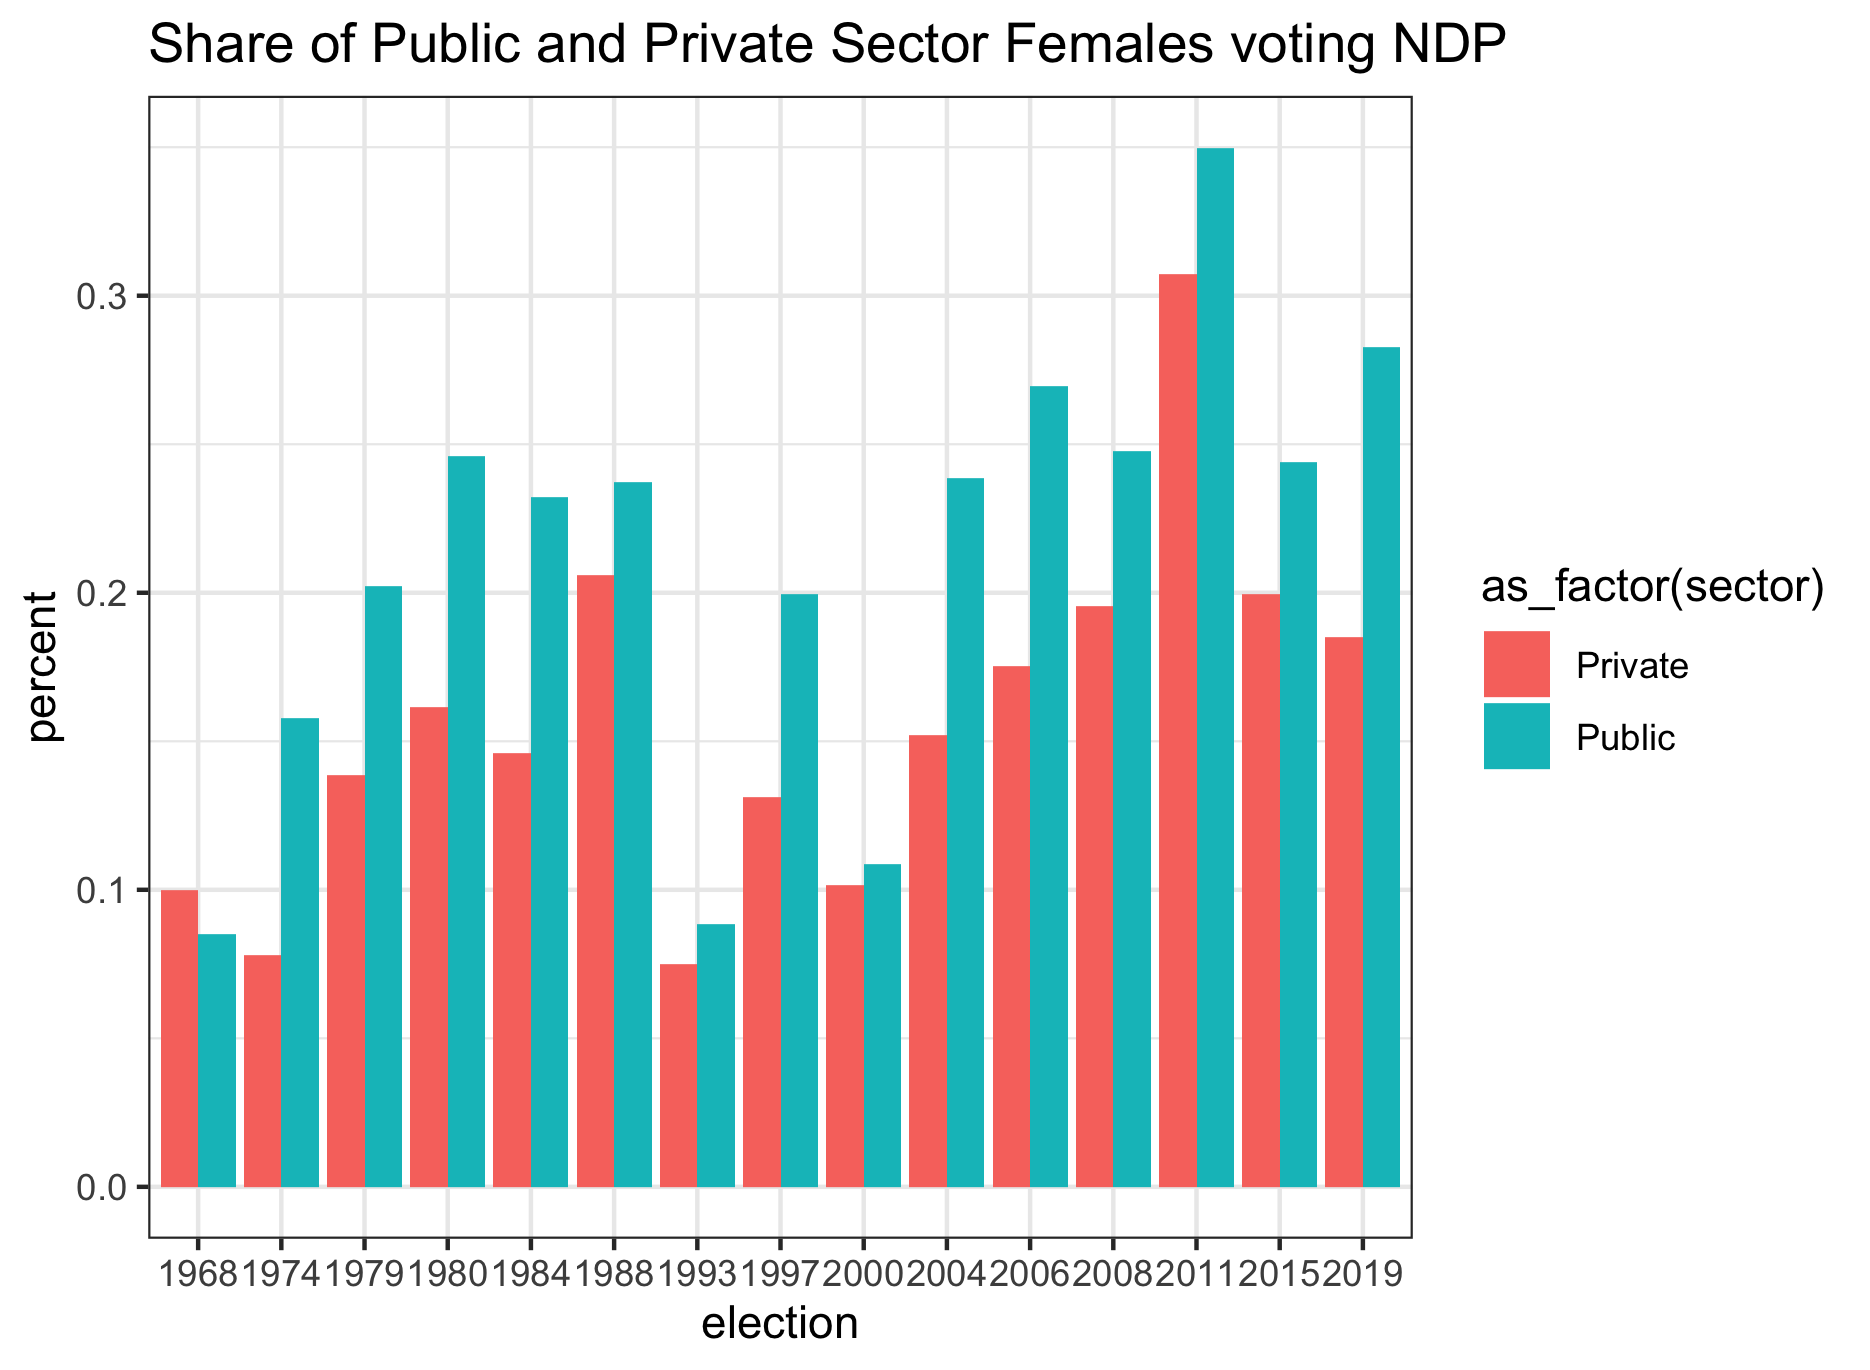 Share of Public and Private Sector Females voting NDP
percent
0.3
0.2
0.1
0.0
1968 1974 1979 1980 1984 1988 1993 1997 2000 2004 2006 2008 2011 2015 2019
election
as_factor(sector)
Private
Public